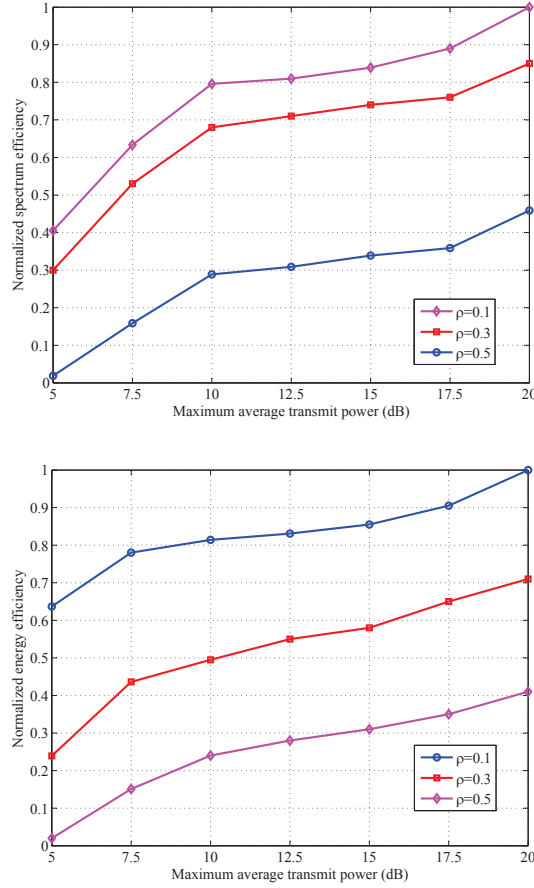 1
0.9
0.8
0.7
0.6
0.5
0.4
0.3
0.2
0.1
0
Normalized spectrum efficiency
ρ=0.1
ρ=0.3
ρ=0.5
5 7.5 10 12.5 15 17.5 20
Maximum average transmit power (dB)
1
0.9
0.8
0.7
0.6
0.5
0.4
0.3
0.2
0.1
0
Normalized energy efficiency
ρ=0.1
ρ=0.3
ρ=0.5
5 7.5 10 12.5 15 17.5 20
Maximum average transmit power (dB)